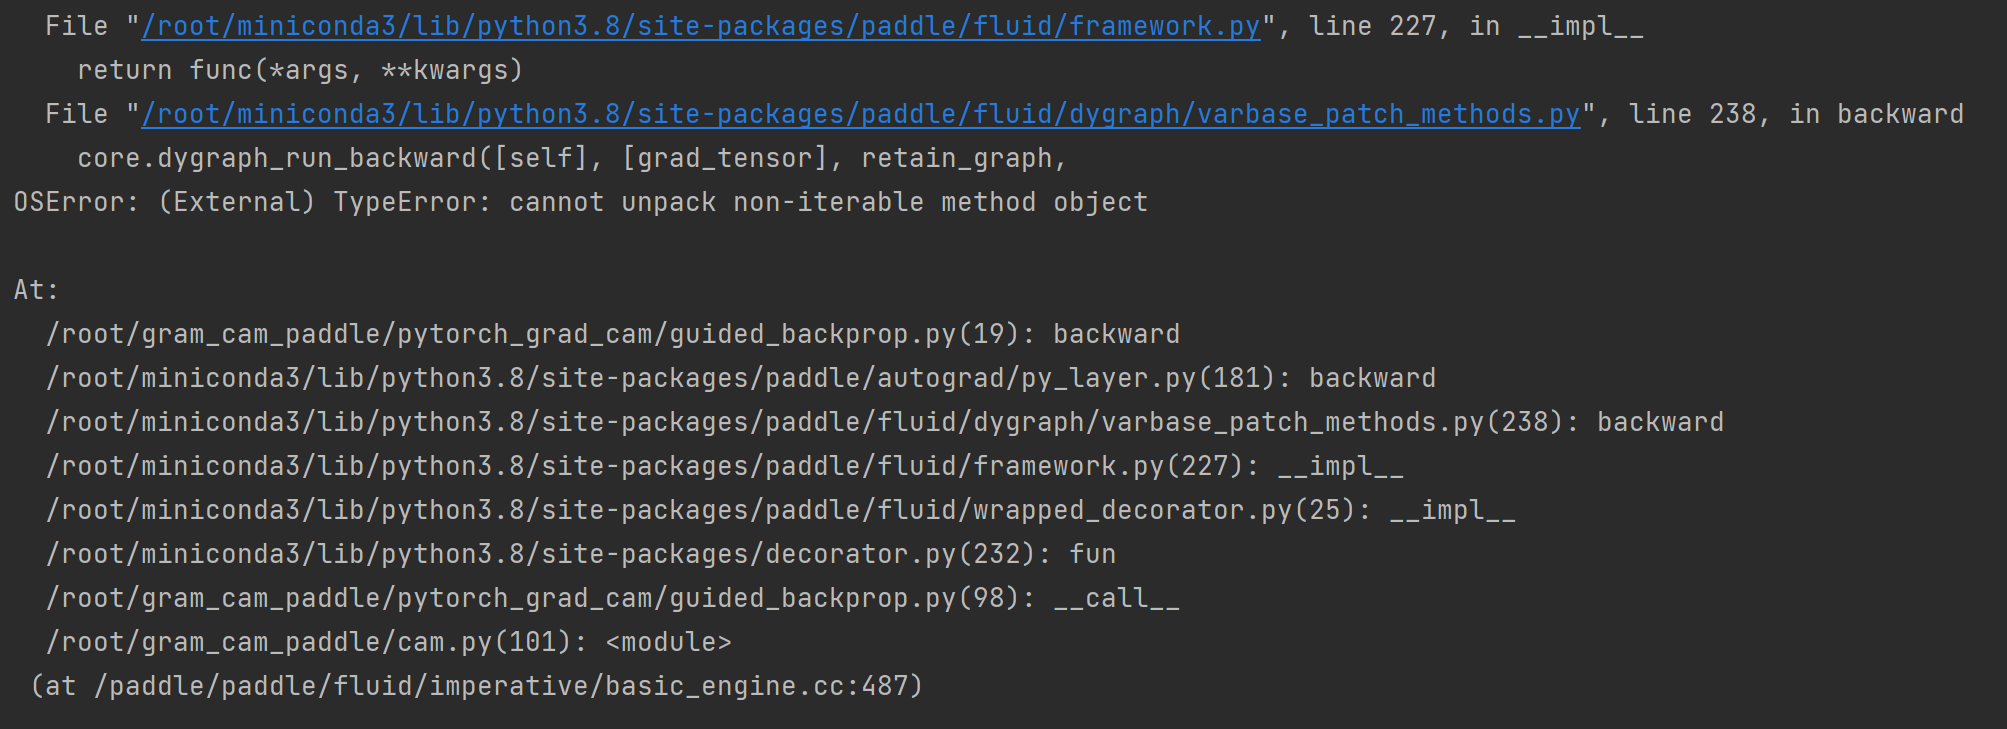 File "/root/miniconda3/lib/python3.8/site-packages/paddle/fluid/framework.py", line 227, in __impl__
return func(*args, **kwargs)
File "/root/miniconda3/lib/python3.8/site-packages/paddle/fluid/dygraph/varbase_patch_methods.py", line 238, in backward
core.dygraph_run_backward([self], [grad_tensor], retain_graph,
OSError: (External) TypeError: cannot unpack non-iterable method object
At:
/root/gram_cam_paddle/pytorch_grad_cam/guided_backprop.py(19): backward
/root/miniconda3/lib/python3.8/site-packages/paddle/autograd/py_layer.py(181): backward
/root/miniconda3/lib/python3.8/site-packages/paddle/fluid/dygraph/varbase_patch_methods.py(238): backward
/root/miniconda3/lib/python3.8/site-packages/paddle/fluid/framework.py(227): __impl__
/root/miniconda3/lib/python3.8/site-packages/paddle/fluid/wrapped_decorator.py(25): __impl__
/root/miniconda3/lib/python3.8/site-packages/decorator.py(232): fun
/root/gram_cam_paddle/pytorch_grad_cam/guided_backprop.py(98): __call__
/root/gram_cam_paddle/cam.py(101): <module>
(at /paddle/paddle/fluid/imperative/basic_engine.cc:487)